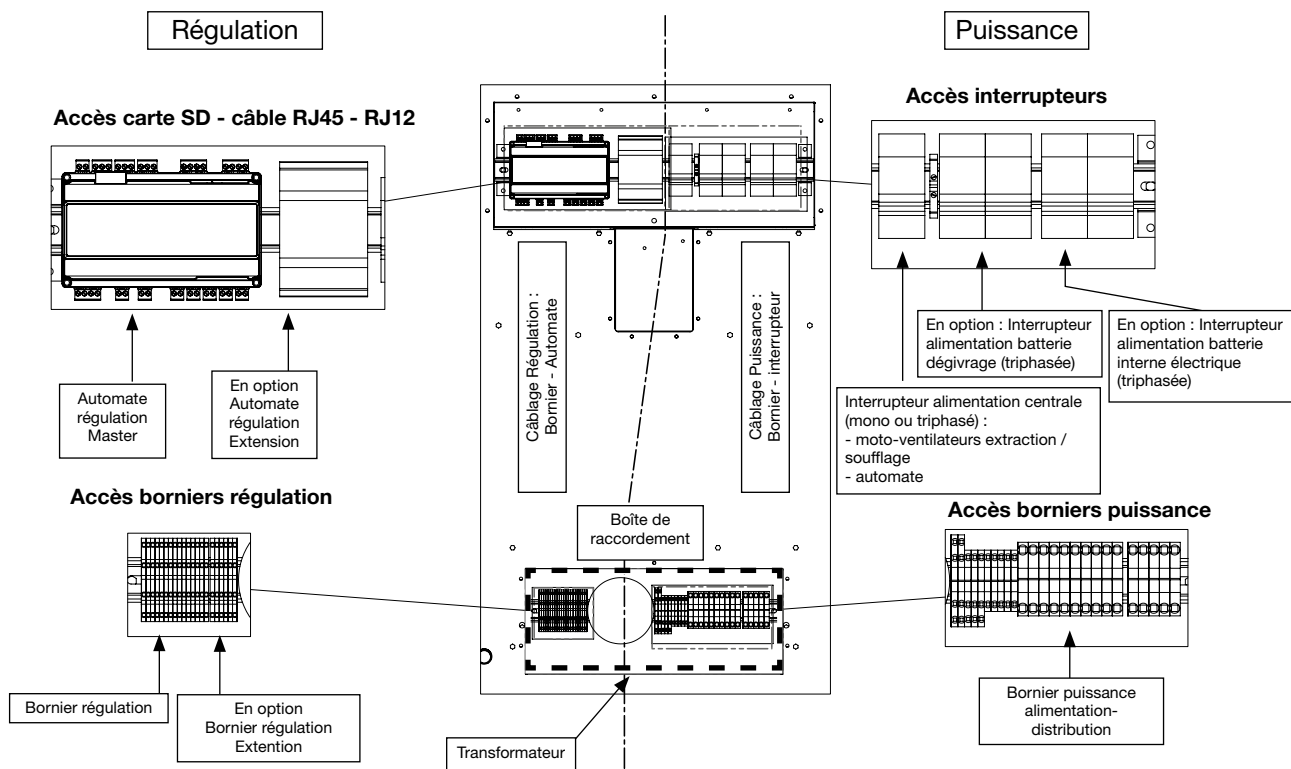 Régulation
Puissance
Accès carte SD - câble RJ45 - RJ12
Accès interrupteurs
Câblage Régulation :
Bornier - Automate
Câblage Puissance :
Bornier - interrupteur
Automate
régulation
Master
En option
Automate
régulation
Extension
En option : Interrupteur
alimentation batterie
dégivrage (triphasée)
En option : Interrupteur
alimentation batterie
interne électrique
(triphasée)
Interrupteur alimentation centrale
(mono ou triphasé) :
- moto-ventilateurs extraction /
soufflage
- automate
Accès borniers régulation
Accès borniers puissance
Boîte de
raccordement
Bornier régulation
En option
Bornier régulation
Extention
Transformateur
Bornier puissance
alimentation-
distribution